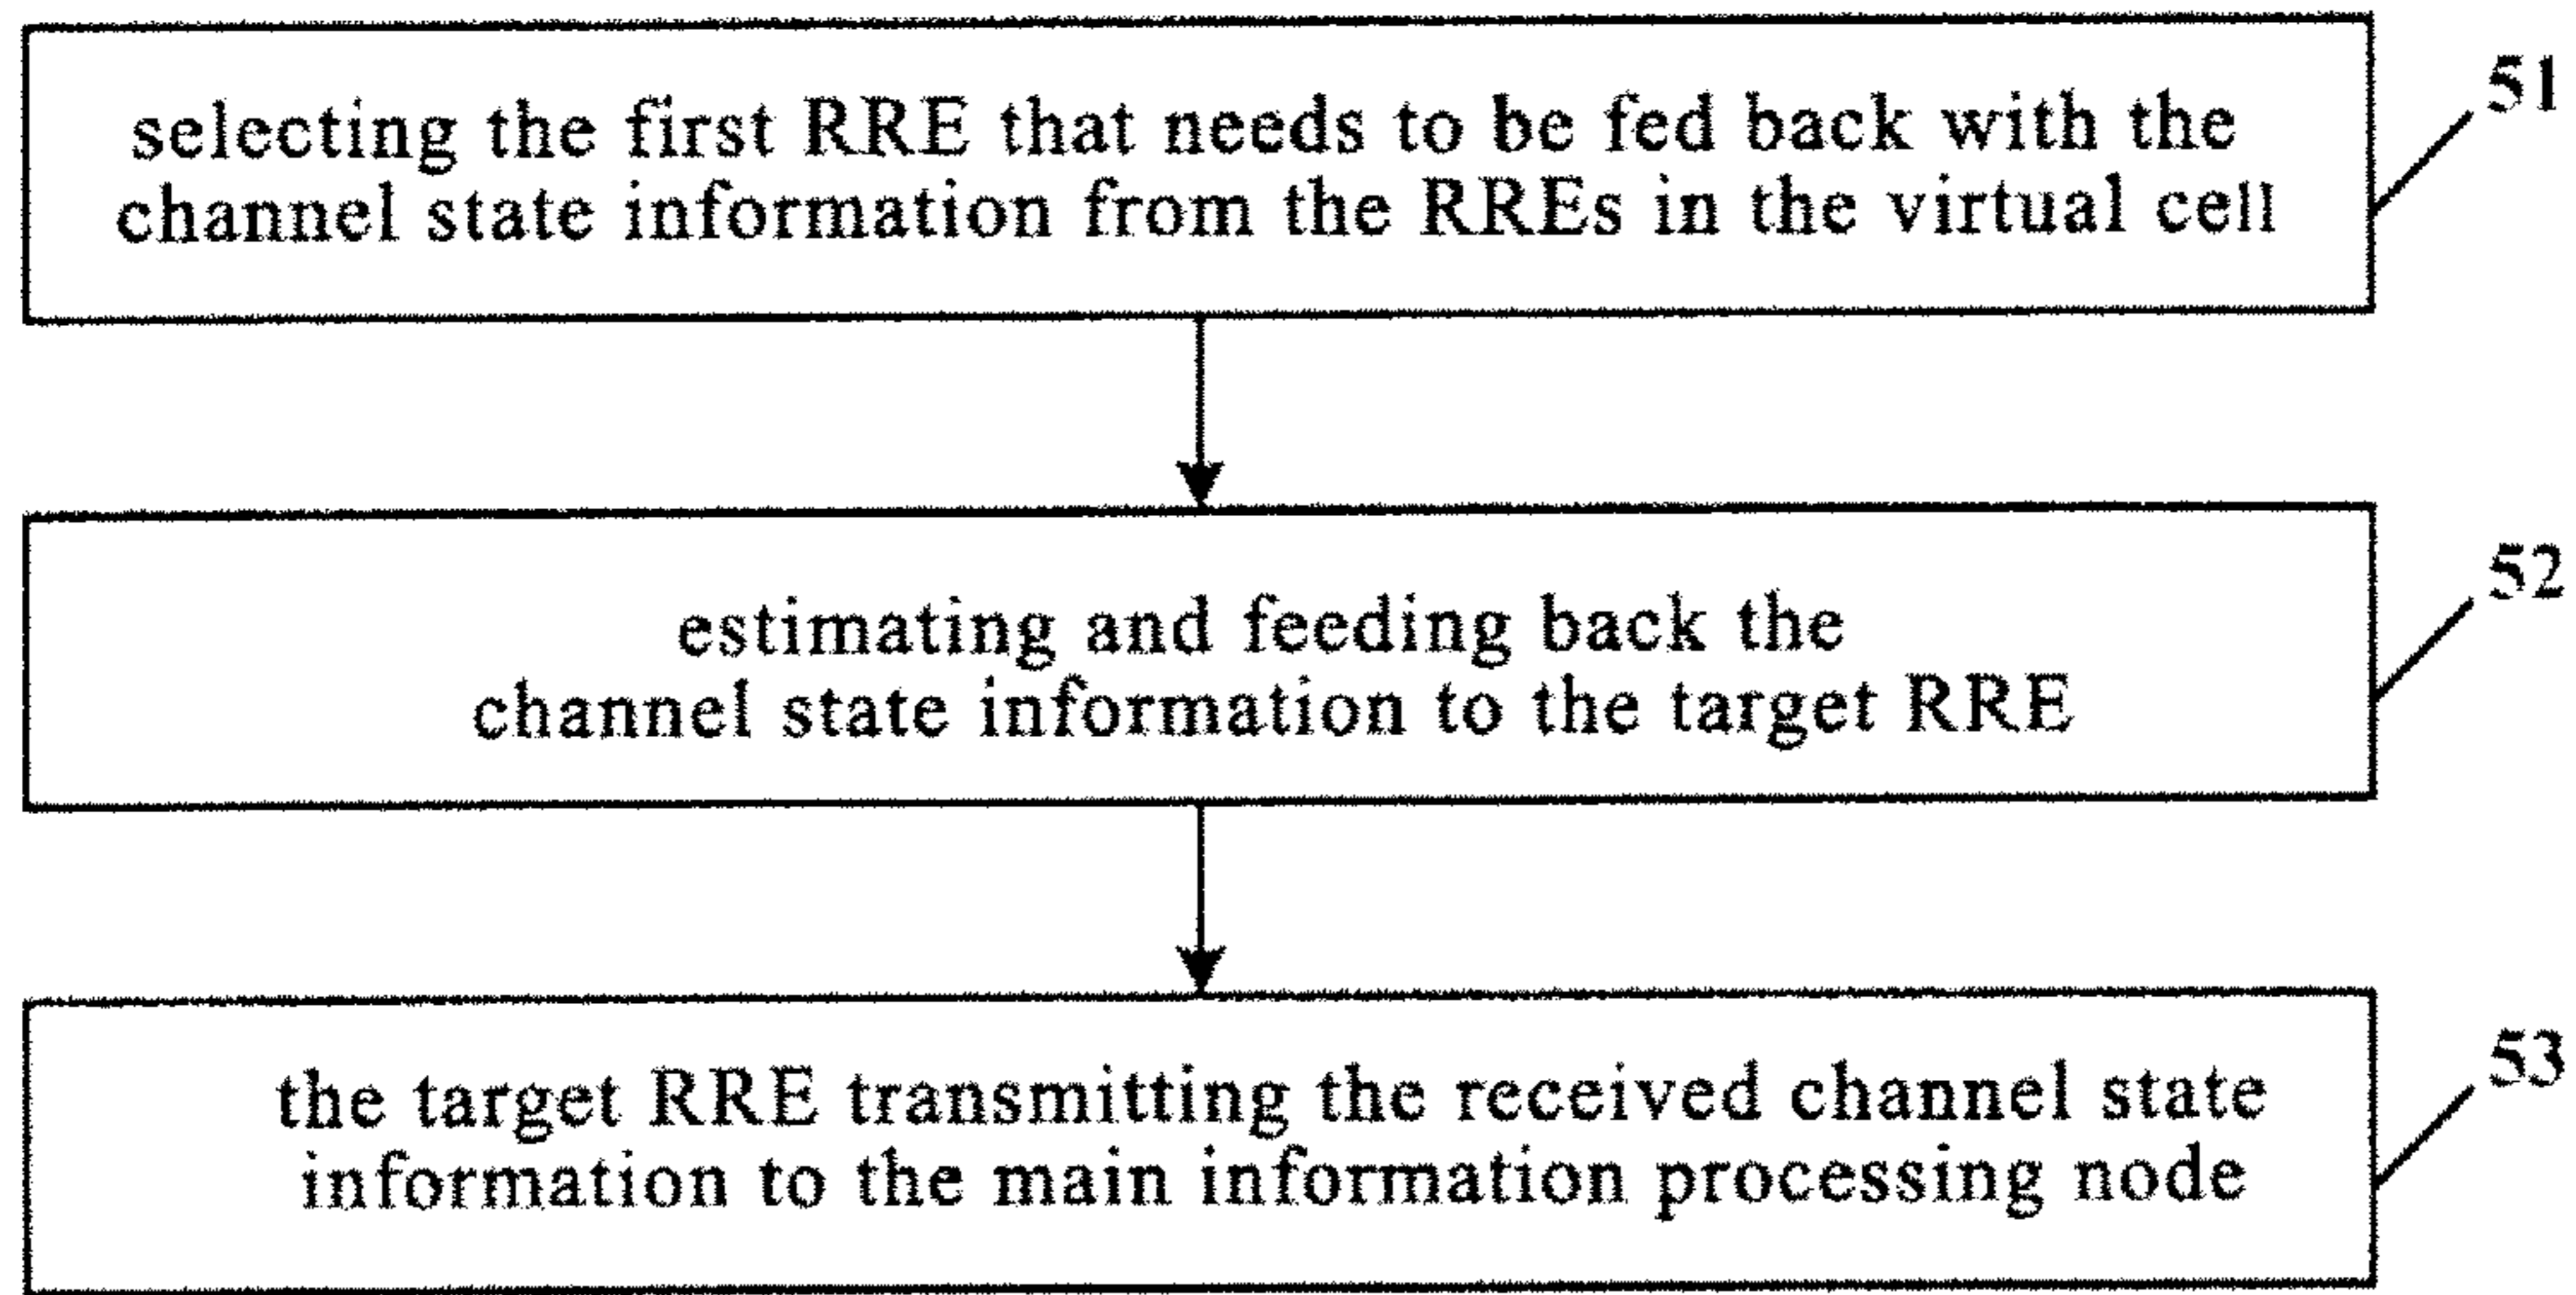 selecting the first RRE that needs to be fed back with the
channel state information from the RREs in the virtual cell
51
estimating and feeding back the
channel state information to the target RRE
52
the target RRE transmitting the received channel state
information to the main information processing node
53